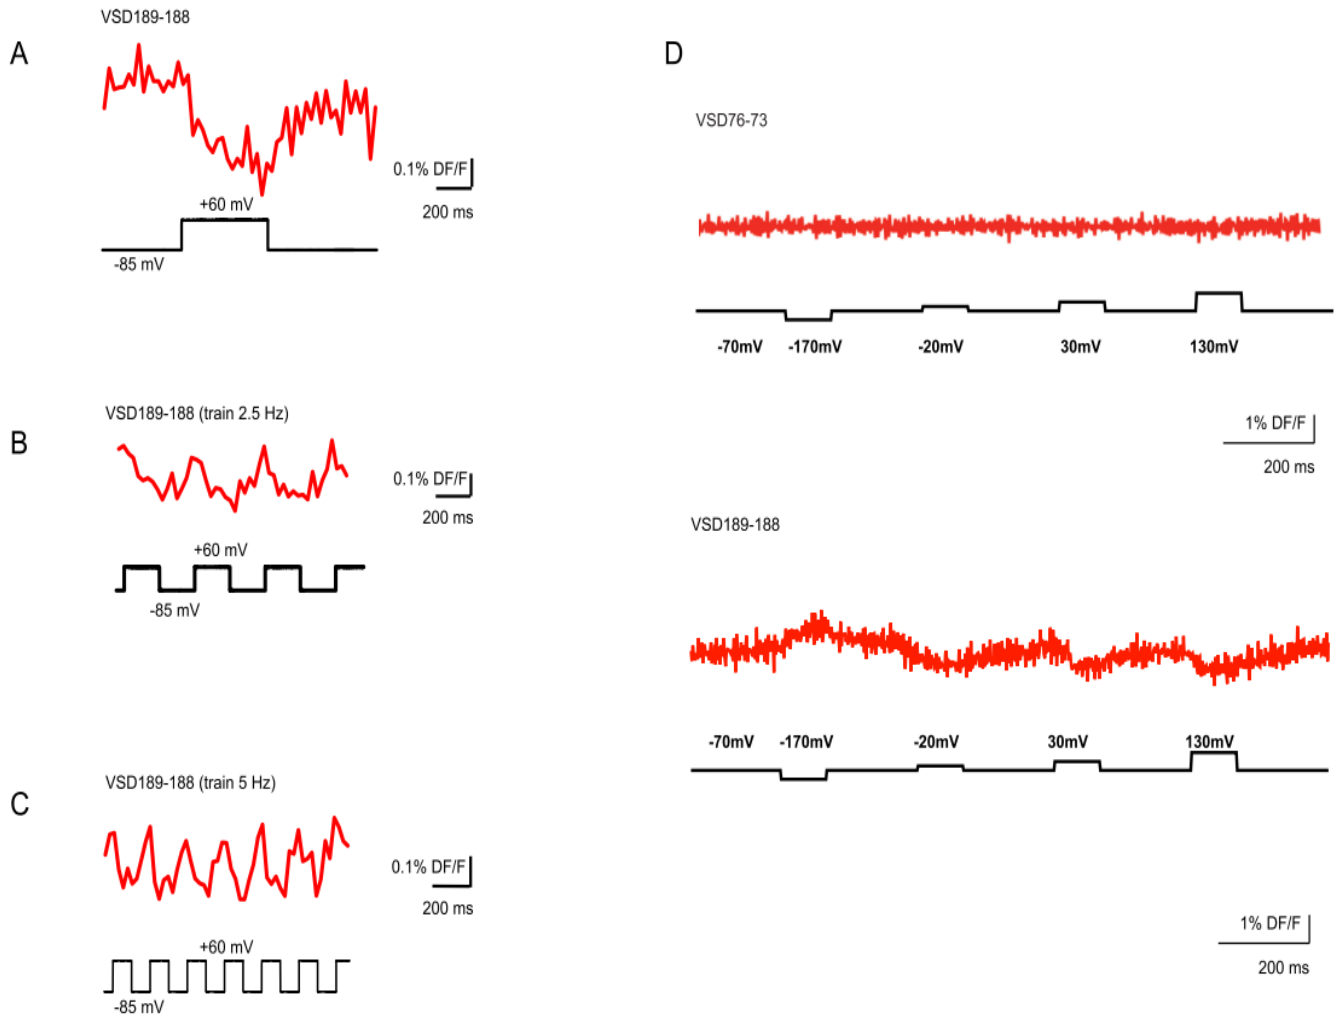 A
VSD189-188
0.1% DF/F
200 ms
+60 mV
-85 mV
B
VSD189-188 (train 2.5 Hz)
0.1% DF/F
200 ms
+60 mV
-85 mV
C
VSD189-188 (train 5 Hz)
0.1% DF/F
200 ms
+60 mV
-85 mV
D
VSD76-73
-70mV -170mV -20mV 30mV 130mV
1% DF/F
200 ms
VSD189-188
-70mV -170mV -20mV 30mV 130mV
1% DF/F
200 ms